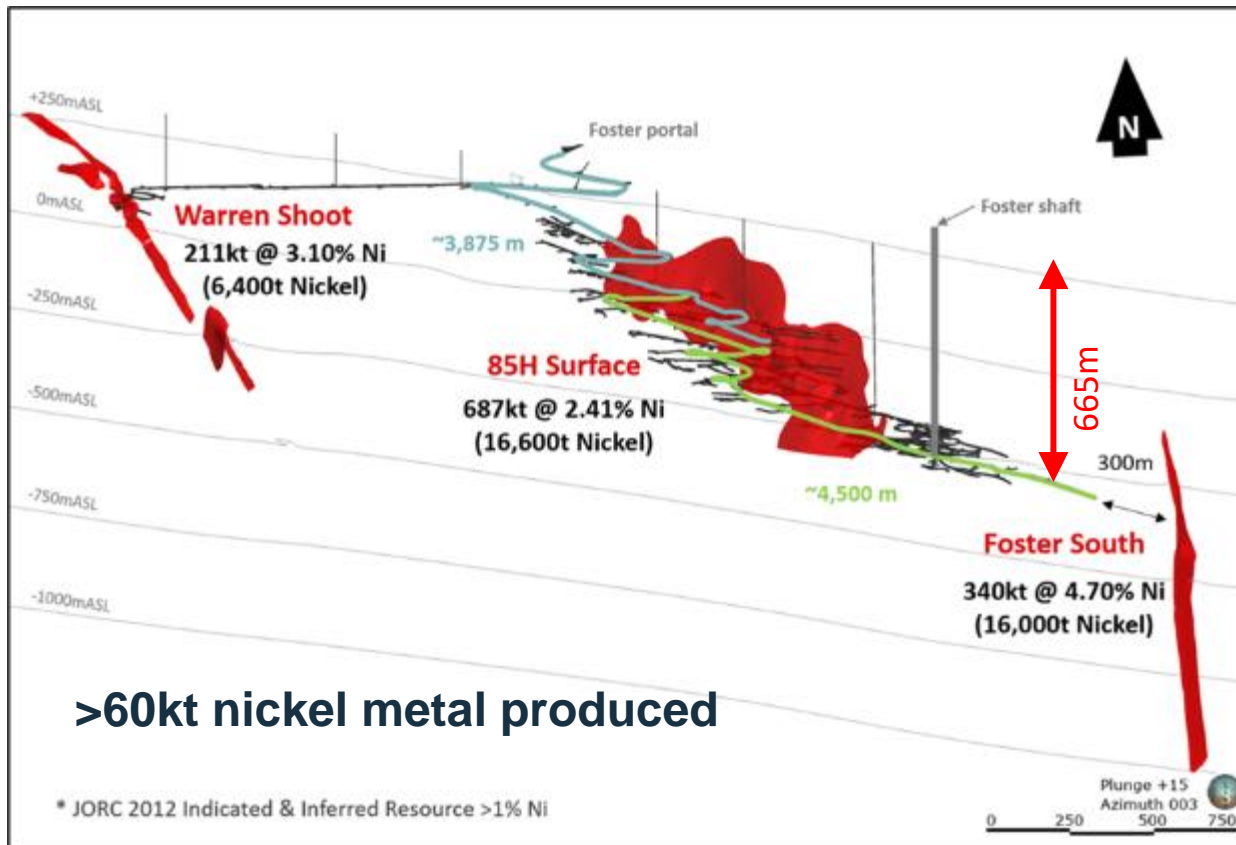 +250mASL
Foster portal
N
Foster shaft
0mASL
Warren Shoot
211kt @ 3.10% Ni
(6,400t Nickel)
~3,875 m
-250mASL
665m
85H Surface
687kt @ 2.41% Ni
(16,600t Nickel)
-500mASL
~4,500 m
300m
-750mASL
Foster South
340kt @ 4.70% Ni
(16,000t Nickel)
-1000mASL
>60kt nickel metal produced
* JORC 2012 Indicated & Inferred Resource >1% Ni
Plunge +15
Azimuth 003
0 250 500 750